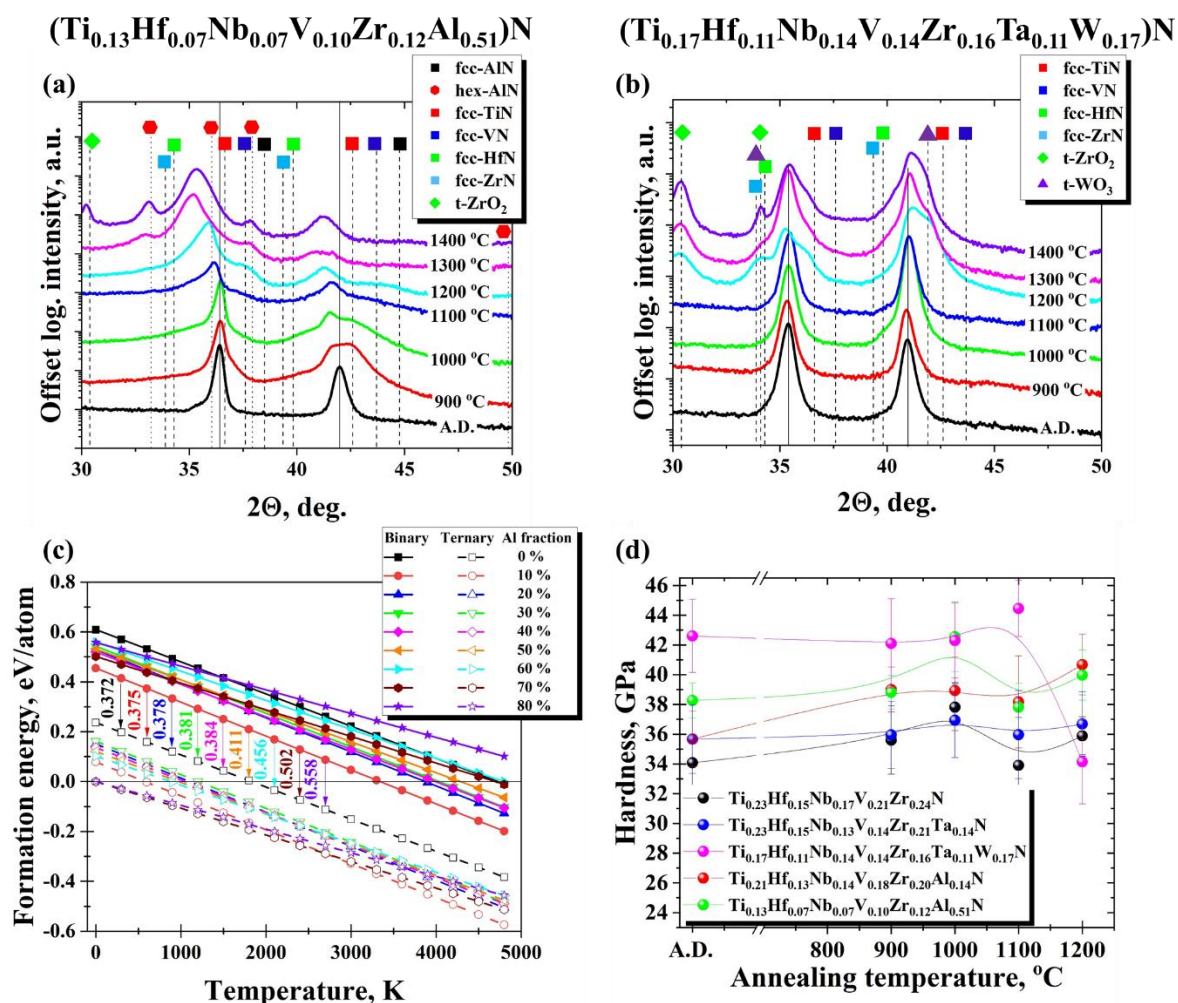 (Ti0.13Hf0.07Nb0.07V0.10Zr0.12Al0.51)N
(a)
fcc-AlN
hex-AlN
fcc-TiN
fcc-VN
fcc-HfN
fcc-ZrN
t-ZrO2
1400 °C
1300 °C
1200 °C
1100 °C
1000 °C
900 °C
A.D.
Offset log. intensity, a.u.
30 35 40 45 50
2Θ, deg.
(Ti0.17Hf0.11Nb0.14V0.14Zr0.16Ta0.11W0.17)N
(b)
fcc-TiN
fcc-VN
fcc-HfN
fcc-ZrN
t-ZrO2
t-WO3
1400 °C
1300 °C
1200 °C
1100 °C
1000 °C
900 °C
A.D.
Offset log. intensity, a.u.
30 35 40 45 50
2Θ, deg.
(c)
Binary Ternary Al fraction
0 %
10 %
20 %
30 %
40 %
50 %
60 %
70 %
80 %
0.8
0.6
0.4
0.2
0.0
-0.2
-0.4
-0.6
0.372
0.375
0.378
0.381
0.384
0.411
0.456
0.502
0.558
Formation energy, eV/atom
0 1000 2000 3000 4000 5000
Temperature, K
(d)
46
44
42
40
38
36
34
32
30
28
26
24
Hardness, GPa
Ti0.23Hf0.15Nb0.17V0.21Zr0.24N
Ti0.23Hf0.15Nb0.13V0.14Zr0.21Ta0.14N
Ti0.17Hf0.11Nb0.14V0.14Zr0.16Ta0.11W0.17N
Ti0.21Hf0.13Nb0.14V0.18Zr0.20Al0.14N
Ti0.13Hf0.07Nb0.07V0.10Zr0.12Al0.51N
A.D. 800 900 1000 1100 1200
Annealing temperature, °C